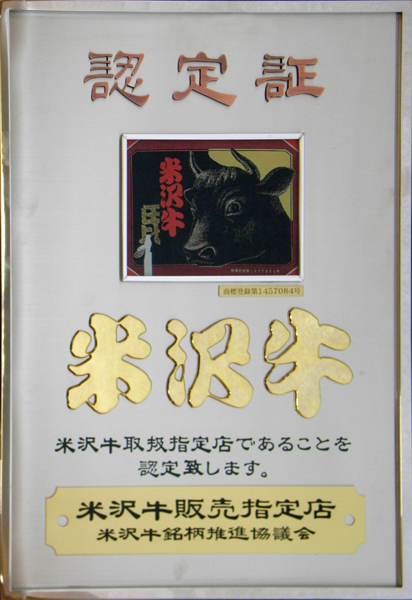 認定証
米沢牛
商標登録第1457084号
米沢牛
米沢牛取扱指定店であることを
認定致します。
米沢牛販売指定店
米沢牛銘柄推進協議会